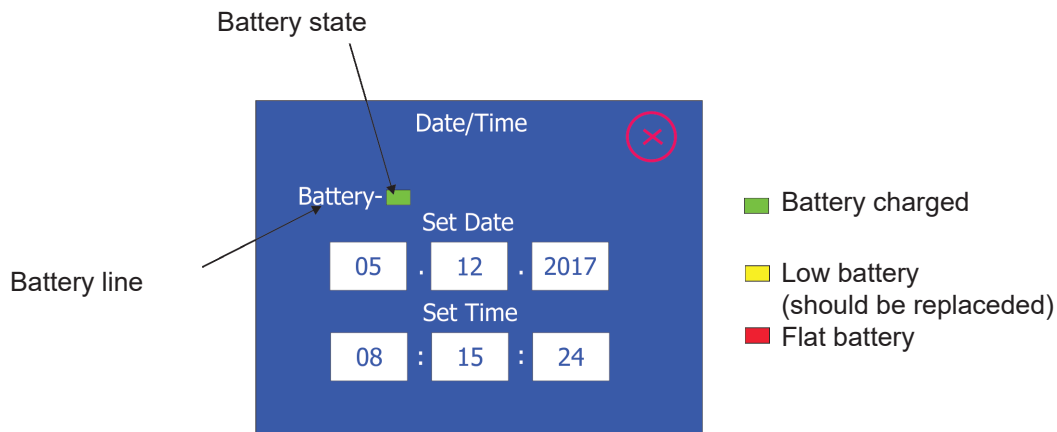 Battery state
Date/Time
Battery-
Set Date
05 . 12 . 2017
Set Time
08 : 15 : 24
Battery line
Battery charged
Low battery
(should be replaceded)
Flat battery